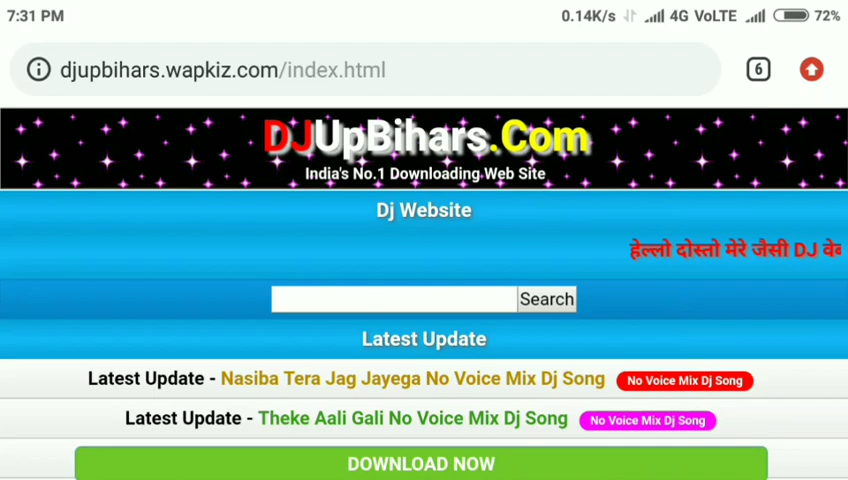 7:31 PM 0.14K/s 4G VoLTE 72%
djupbihars.wapkiz.com/index.html 6
DJUpBihars.Com
India's No.1 Downloading Web Site
Dj Website
हेल्लो दोस्तो मेरे जैसी DJ
Search
Latest Update
Latest Update - Nasiba Tera Jag Jayega No Voice Mix Dj Song No Voice Mix Dj Song
Latest Update - Theke Aali Gali No Voice Mix Dj Song No Voice Mix Dj Song
DOWNLOAD NOW